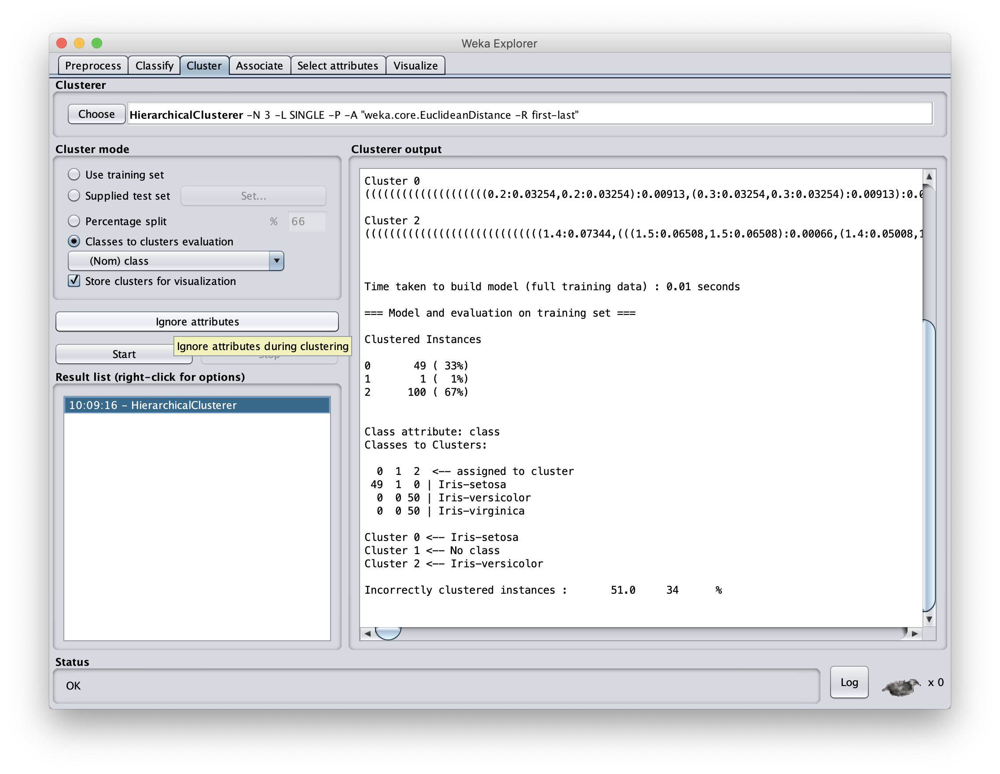 Weka Explorer
Preprocess Classify Cluster Associate Select attributes Visualize
Clusterer
Choose HierarchicalClusterer -N 3 -L SINGLE -P -A "weka.core.EuclideanDistance -R first-last"
Cluster mode
Use training set
Supplied test set Set...
Percentage split % 66
Classes to clusters evaluation
(Nom) class
Store clusters for visualization
Ignore attributes
Ignore attributes during clustering
Start
Result list (right-click for options)
10:09:16 - HierarchicalClusterer
Clusterer output
Cluster 0
((((((((((((((((((((0.2:0.03254,0.2:0.03254):0.00913,(0.3:0.03254,0.3:0.03254):0.00913):0.0
Cluster 2
(((((((((((((((((((((((((((((1.4:0.07344,(((1.5:0.06508,1.5:0.06508):0.00066,(1.4:0.05008,1
Time taken to build model (full training data) : 0.01 seconds
=== Model and evaluation on training set ===
Clustered Instances
0 49 ( 33%)
1 1 ( 1%)
2 100 ( 67%)
Class attribute: class
Classes to Clusters:
0 1 2 <-- assigned to cluster
49 1 0 | Iris-setosa
0 0 50 | Iris-versicolor
0 0 50 | Iris-virginica
Cluster 0 <-- Iris-setosa
Cluster 1 <-- No class
Cluster 2 <-- Iris-versicolor
Incorrectly clustered instances : 51.0 34 %
Status
OK
Log
x 0